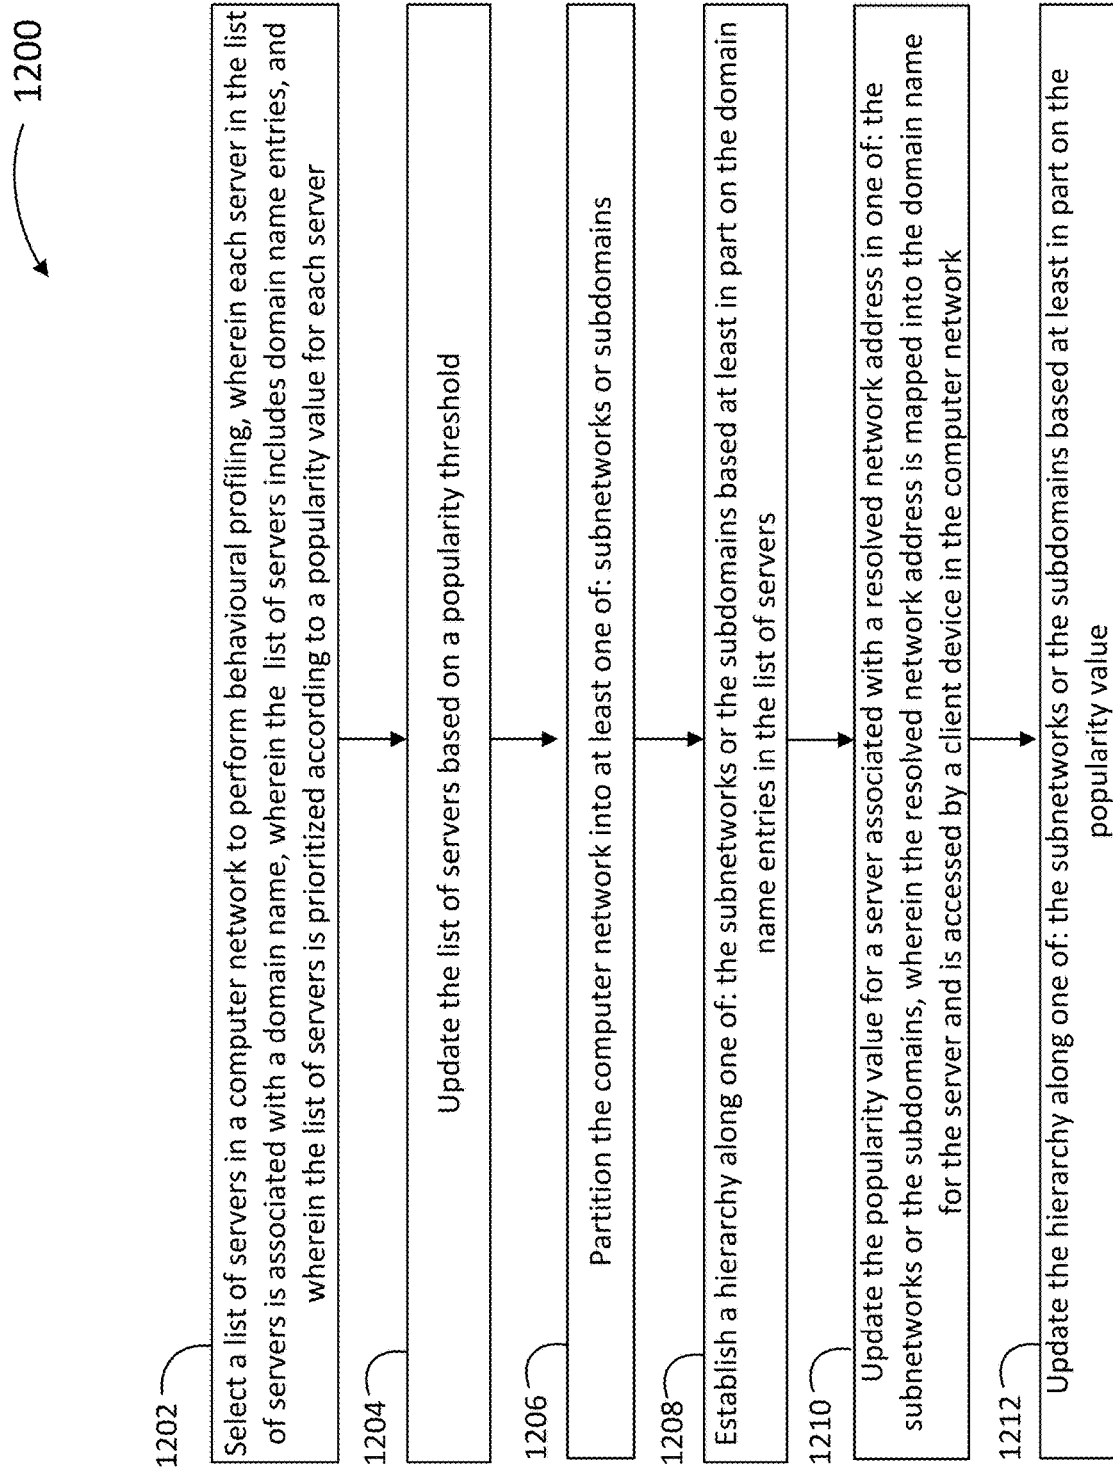 1200
1202
Select a list of servers in a computer network to perform behavioural profiling, wherein each server in the list
of servers is associated with a domain name, wherein the list of servers includes domain name entries, and
wherein the list of servers is prioritized according to a popularity value for each server
1204
Update the list of servers based on a popularity threshold
1206
Partition the computer network into at least one of: subnetworks or subdomains
1208
Establish a hierarchy along one of: the subnetworks or the subdomains based at least in part on the domain
name entries in the list of servers
1210
Update the popularity value for a server associated with a resolved network address in one of: the
subnetworks or the subdomains, wherein the resolved network address is mapped into the domain name
for the server and is accessed by a client device in the computer network
1212
Update the hierarchy along one of: the subnetworks or the subdomains based at least in part on the
popularity value